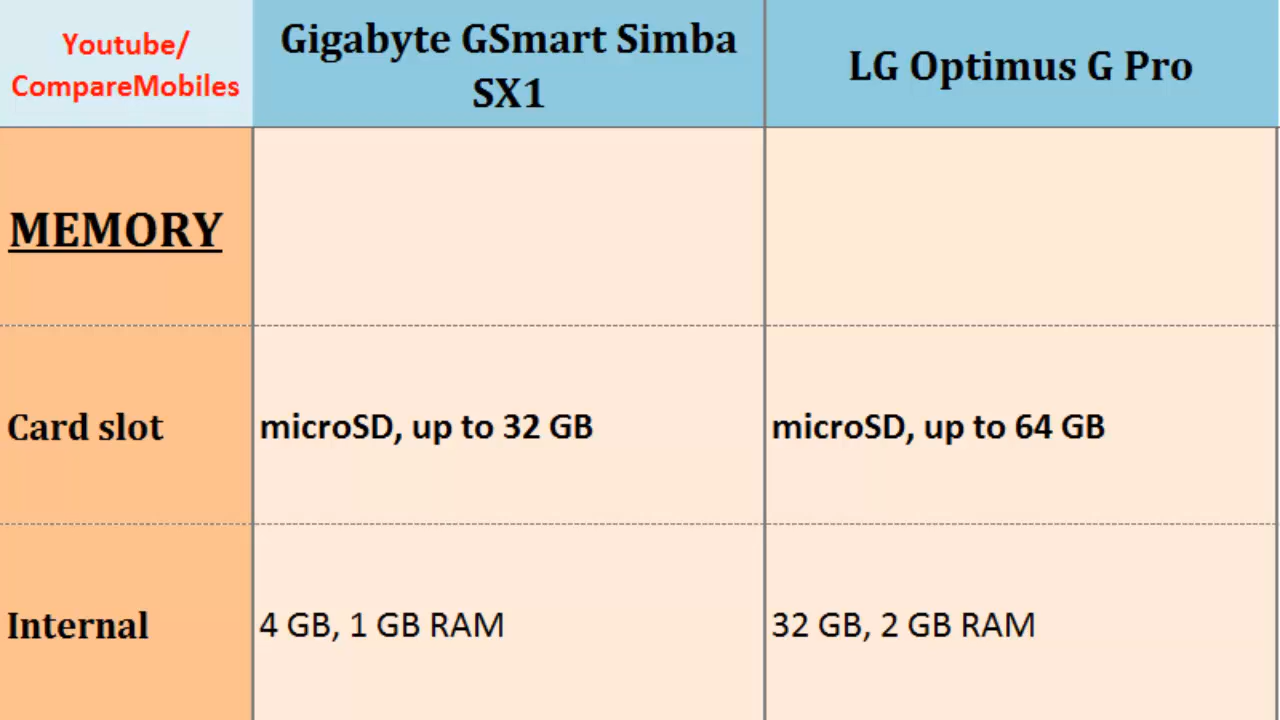 Youtube/
CompareMobiles
Gigabyte GSmart Simba
SX1
LG Optimus G Pro
MEMORY
Card slot
microSD, up to 32 GB
microSD, up to 64 GB
Internal
4 GB, 1 GB RAM
32 GB, 2 GB RAM